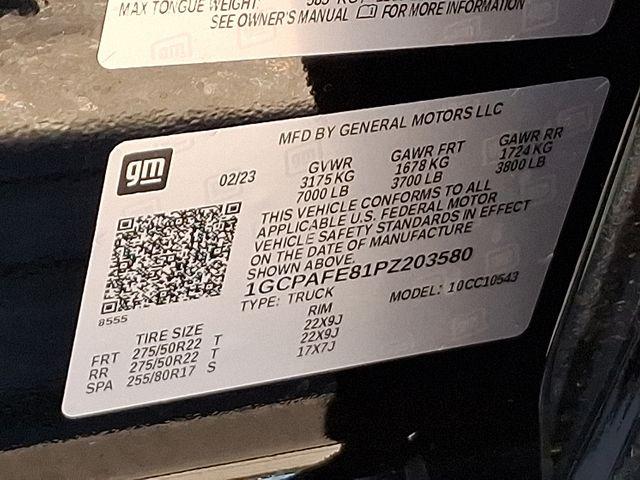 MAX TONGUE WEIGHT:
SEE OWNER'S MANUAL FOR MORE INFORMATION
MFD BY GENERAL MOTORS LLC
gm 02/23 GVWR GAWR FRT GAWR RR
3175 KG 1678 KG 1724 KG
7000 LB 3700 LB 3800 LB
THIS VEHICLE CONFORMS TO ALL
APPLICABLE U.S. FEDERAL MOTOR
VEHICLE SAFETY STANDARDS IN EFFECT
ON THE DATE OF MANUFACTURE
SHOWN ABOVE.
1GCPAFE81PZ203580
TYPE: TRUCK MODEL: 10CC10543
8555
TIRE SIZE RIM
FRT 275/50R22 T 22X9J
RR 275/50R22 T 22X9J
SPA 255/80R17 S 17X7J